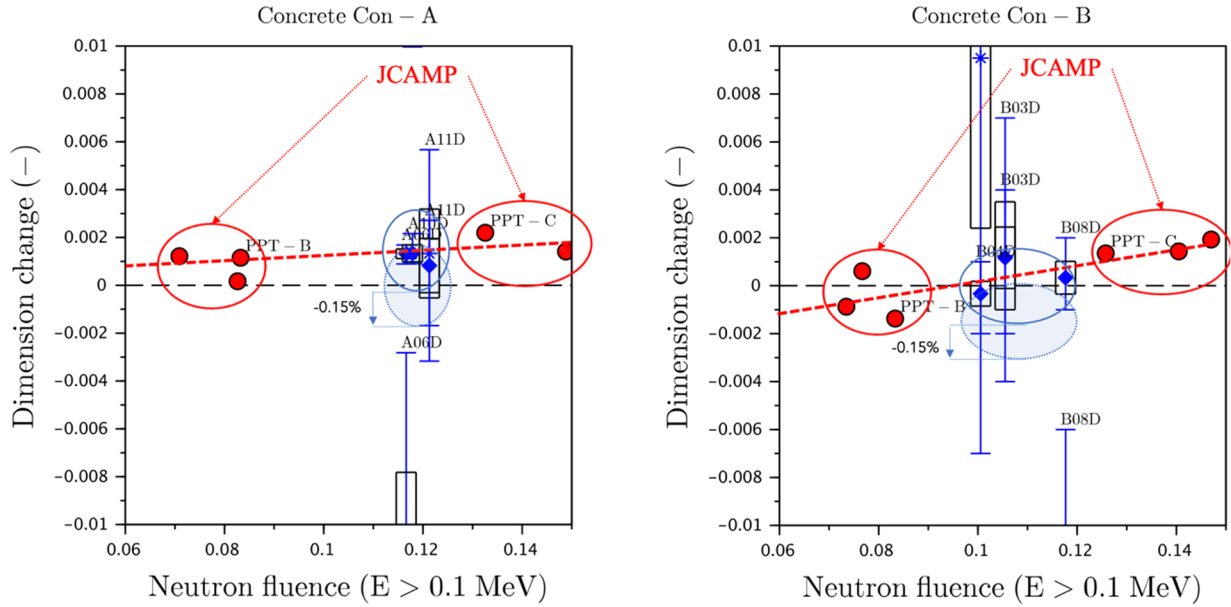 Concrete Con – A
Dimension change (–)
0.01
0.008
0.006
0.004
0.002
0
−0.002
−0.004
−0.006
−0.008
−0.01
JCAMP
A11D
A11D
PPT – B
PPT – C
-0.15%
A06D
0.06
0.08
0.1
0.12
0.14
Neutron fluence (E > 0.1 MeV)
Concrete Con – B
Dimension change (–)
0.01
0.008
0.006
0.004
0.002
0
−0.002
−0.004
−0.006
−0.008
−0.01
JCAMP
B03D
B03D
B04D
B08D
PPT – C
PPT – B
-0.15%
B08D
0.06
0.08
0.1
0.12
0.14
Neutron fluence (E > 0.1 MeV)